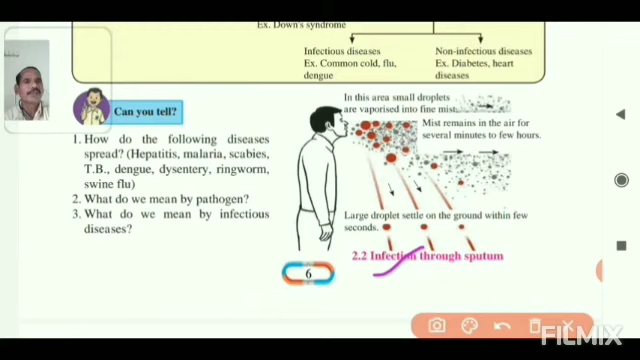 Ex. Down's syndrome
Infectious diseases
Ex. Common cold, flu,
dengue
Non-infectious diseases
Ex. Diabetes, heart
diseases
Can you tell?
1. How do the following diseases
spread? (Hepatitis, malaria, scabies,
T.B., dengue, dysentery, ringworm,
swine flu)
2. What do we mean by pathogen?
3. What do we mean by infectious
diseases?
In this area small droplets
are vaporised into fine mist.
Mist remains in the air for
several minutes to few hours.
Large droplet settle on the ground within few
seconds.
2.2 Infection through sputum
6
FILMIX